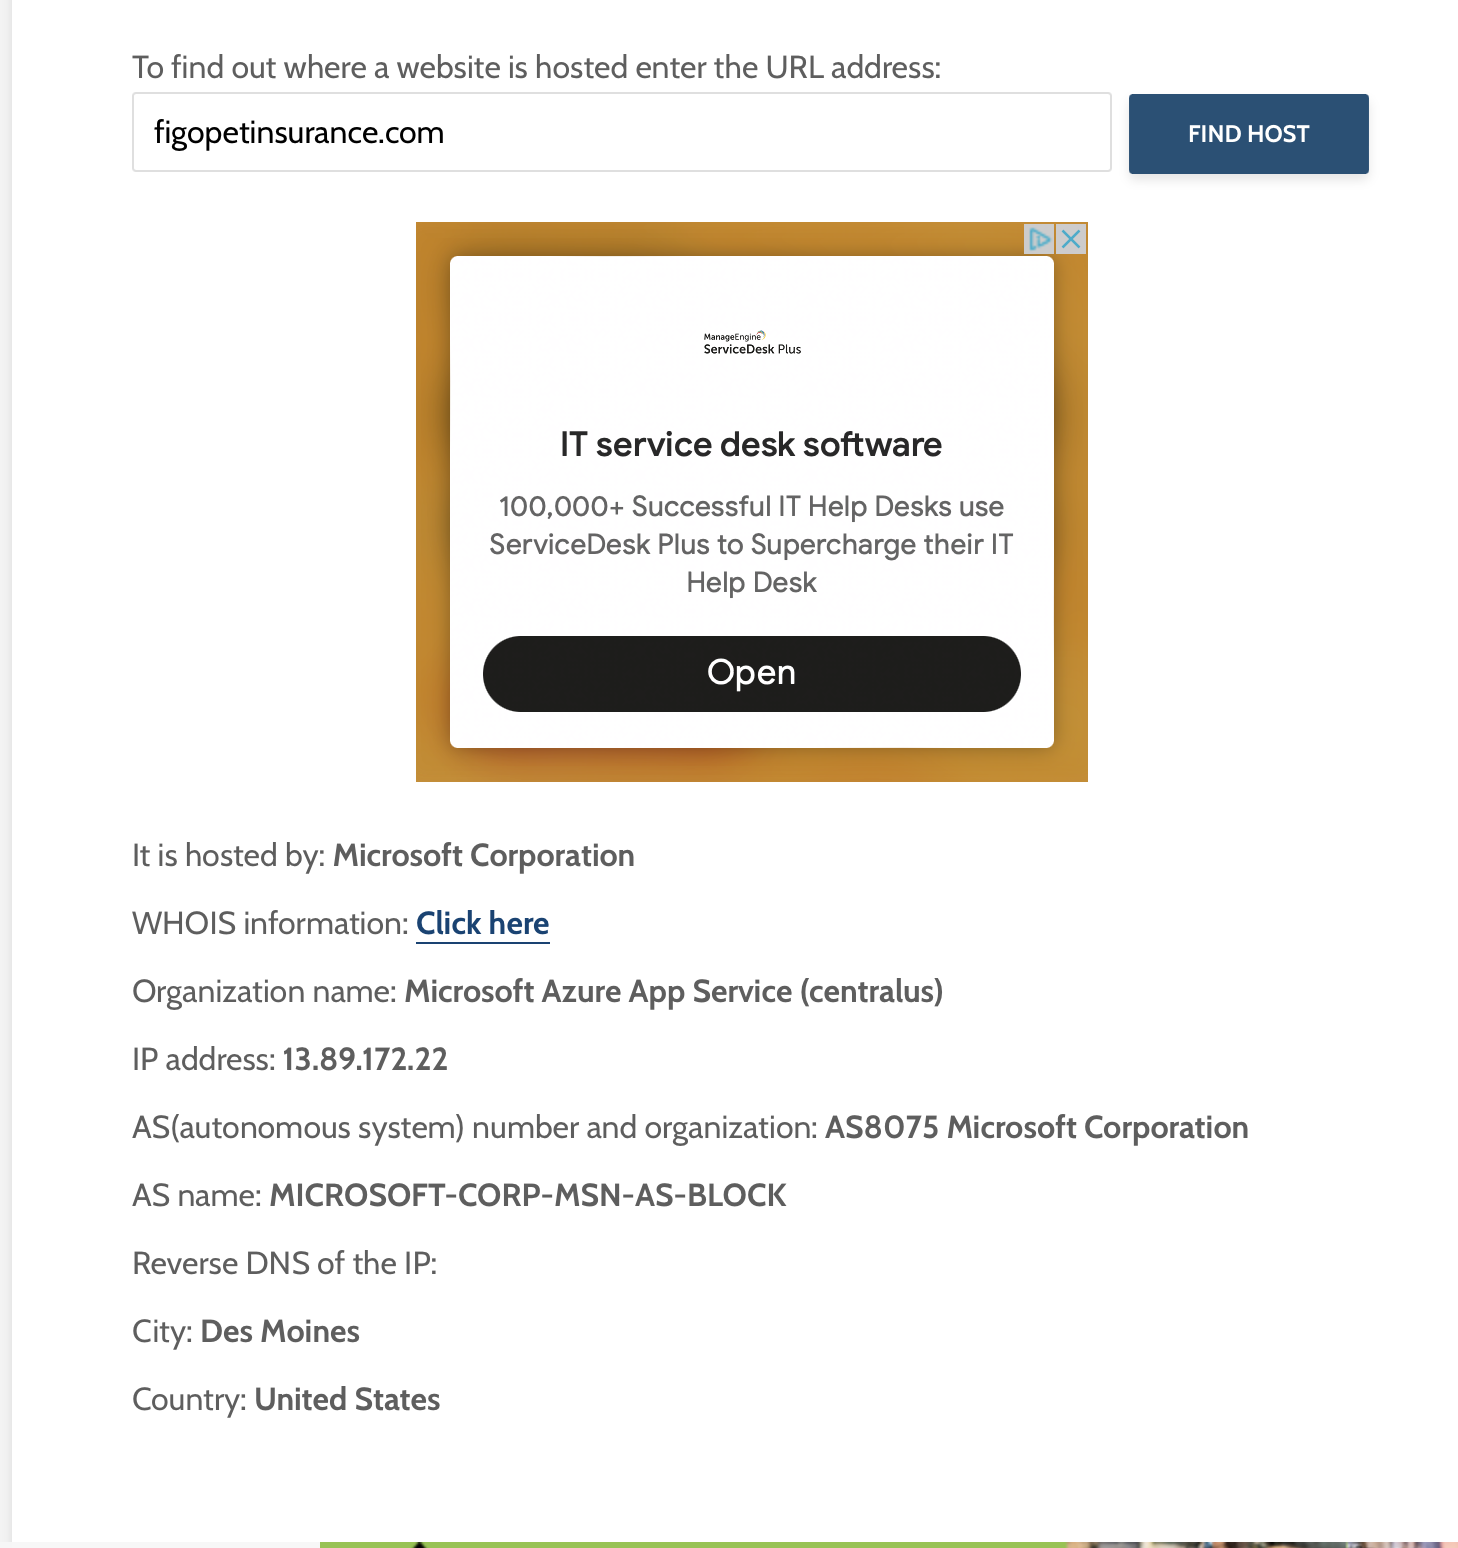 To find out where a website is hosted enter the URL address:
figopetinsurance.com
FIND HOST
ManageEngine
ServiceDesk Plus
IT service desk software
100,000+ Successful IT Help Desks use
ServiceDesk Plus to Supercharge their IT
Help Desk
Open
It is hosted by: Microsoft Corporation
WHOIS information: Click here
Organization name: Microsoft Azure App Service (centralus)
IP address: 13.89.172.22
AS(autonomous system) number and organization: AS8075 Microsoft Corporation
AS name: MICROSOFT-CORP-MSN-AS-BLOCK
Reverse DNS of the IP:
City: Des Moines
Country: United States